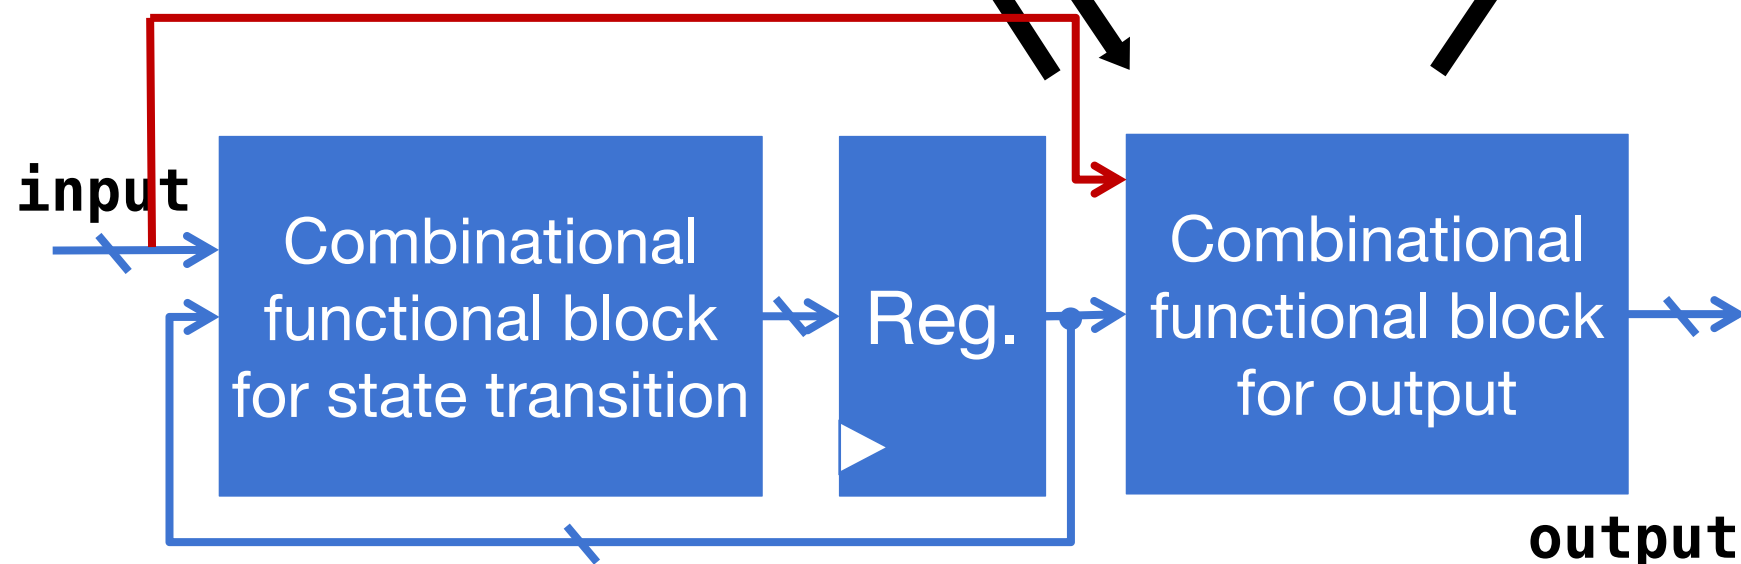 input
Combinational
functional block
for state transition
Reg.
Combinational
functional block
for output
output